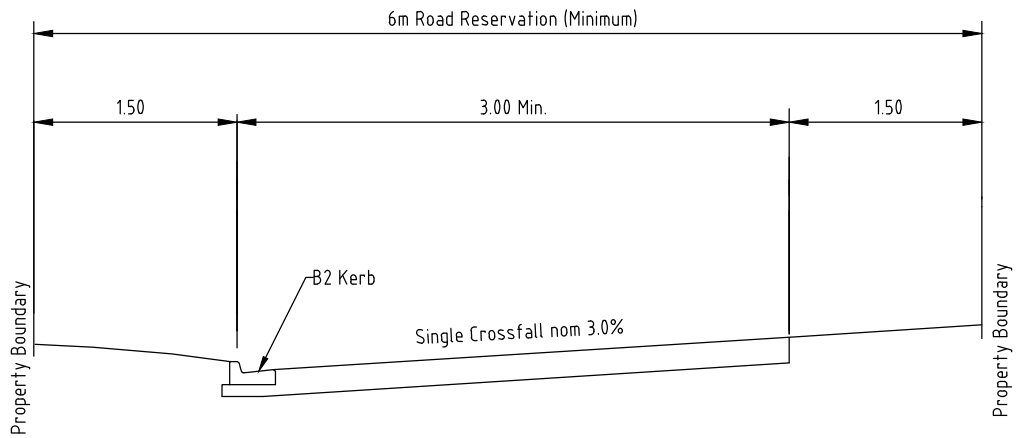 6m Road Reservation (Minimum)
1.50
3.00 Min.
1.50
B2 Kerb
Single Crossfall nom 3.0%
Property Boundary
Property Boundary